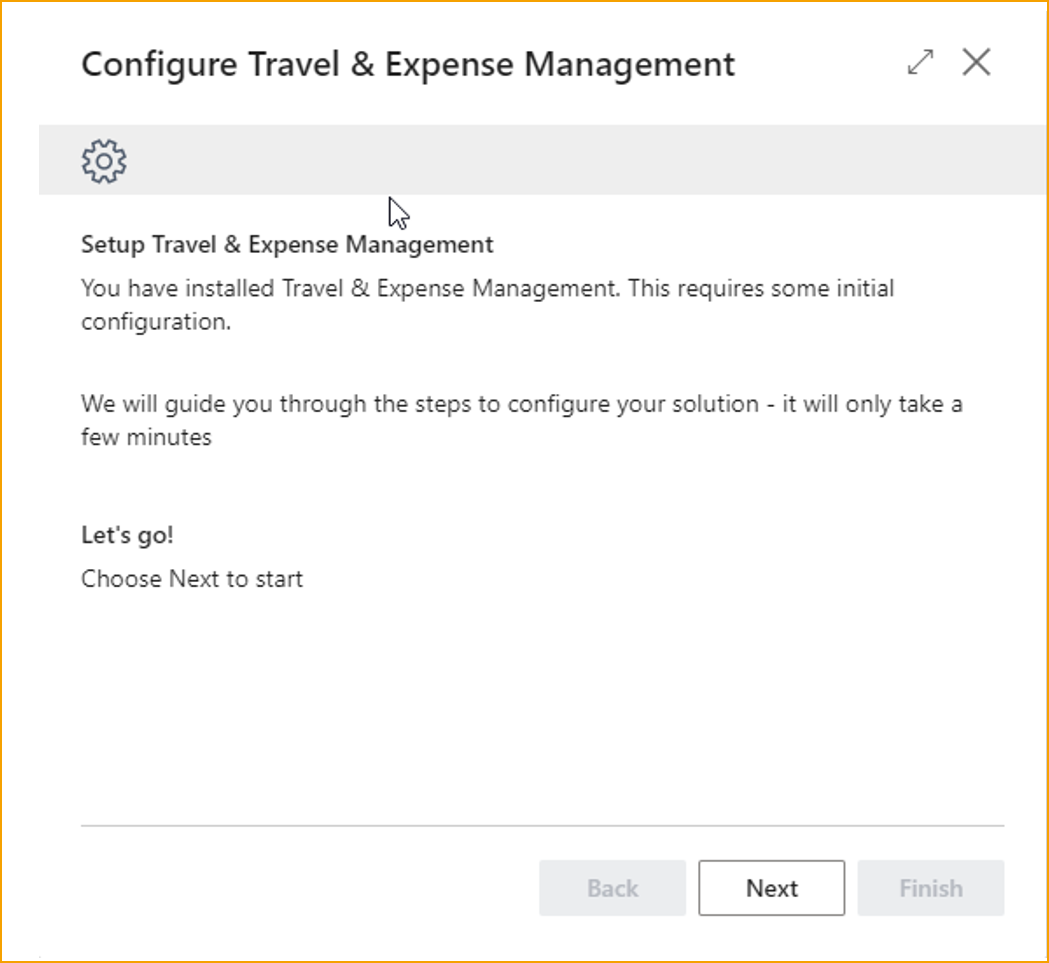 Configure Travel & Expense Management
Setup Travel & Expense Management
You have installed Travel & Expense Management. This requires some initial
configuration.
We will guide you through the steps to configure your solution - it will only take a
few minutes
Let's go!
Choose Next to start
Back
Next
Finish